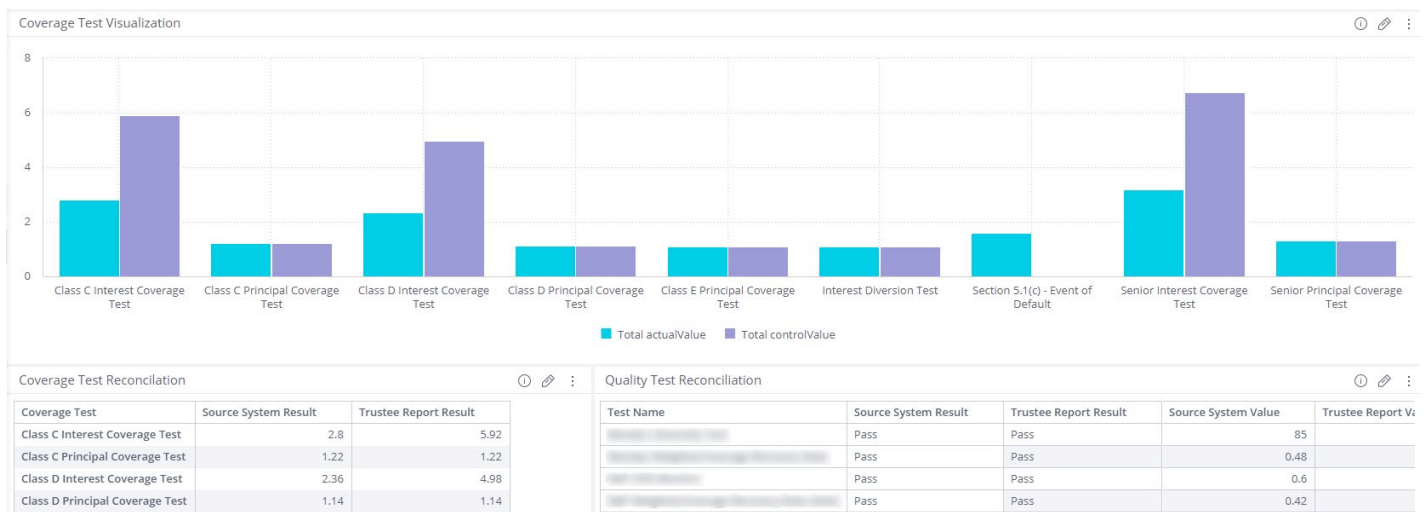 Coverage Test Visualization
8
6
4
2
0
Class C Interest Coverage Test
Class C Principal Coverage Test
Class D Interest Coverage Test
Class D Principal Coverage Test
Class E Principal Coverage Test
Interest Diversion Test
Section 5.1(c) - Event of Default
Senior Interest Coverage Test
Senior Principal Coverage Test
Total actualValue Total controlValue
Coverage Test Reconcilation
Coverage Test Source System Result Trustee Report Result
Class C Interest Coverage Test 2.8 5.92
Class C Principal Coverage Test 1.22 1.22
Class D Interest Coverage Test 2.36 4.98
Class D Principal Coverage Test 1.14 1.14
Quality Test Reconciliation
Test Name Source System Result Trustee Report Result Source System Value Trustee Report Va
Pass Pass 85
Pass Pass 0.48
Pass Pass 0.6
Pass Pass 0.42